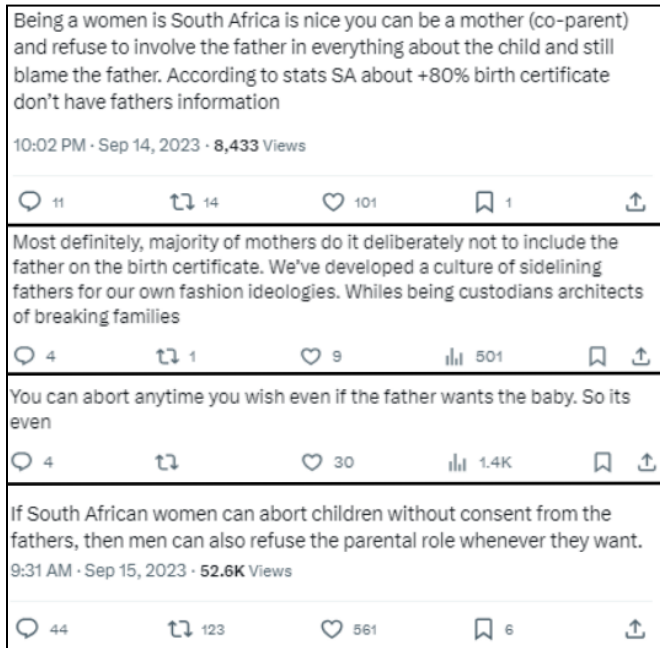 Being a women is South Africa is nice you can be a mother (co-parent)
and refuse to involve the father in everything about the child and still
blame the father. According to stats SA about +80% birth certificate
don't have fathers information
10:02 PM · Sep 14, 2023 · 8,433 Views
11 14 101 1
Most definitely, majority of mothers do it deliberately not to include the
father on the birth certificate. We've developed a culture of sidelining
fathers for our own fashion ideologies. Whiles being custodians architects
of breaking families
4 1 9 501
You can abort anytime you wish even if the father wants the baby. So its
even
4 30 1.4K
If South African women can abort children without consent from the
fathers, then men can also refuse the parental role whenever they want.
9:31 AM · Sep 15, 2023 · 52.6K Views
44 123 561 6